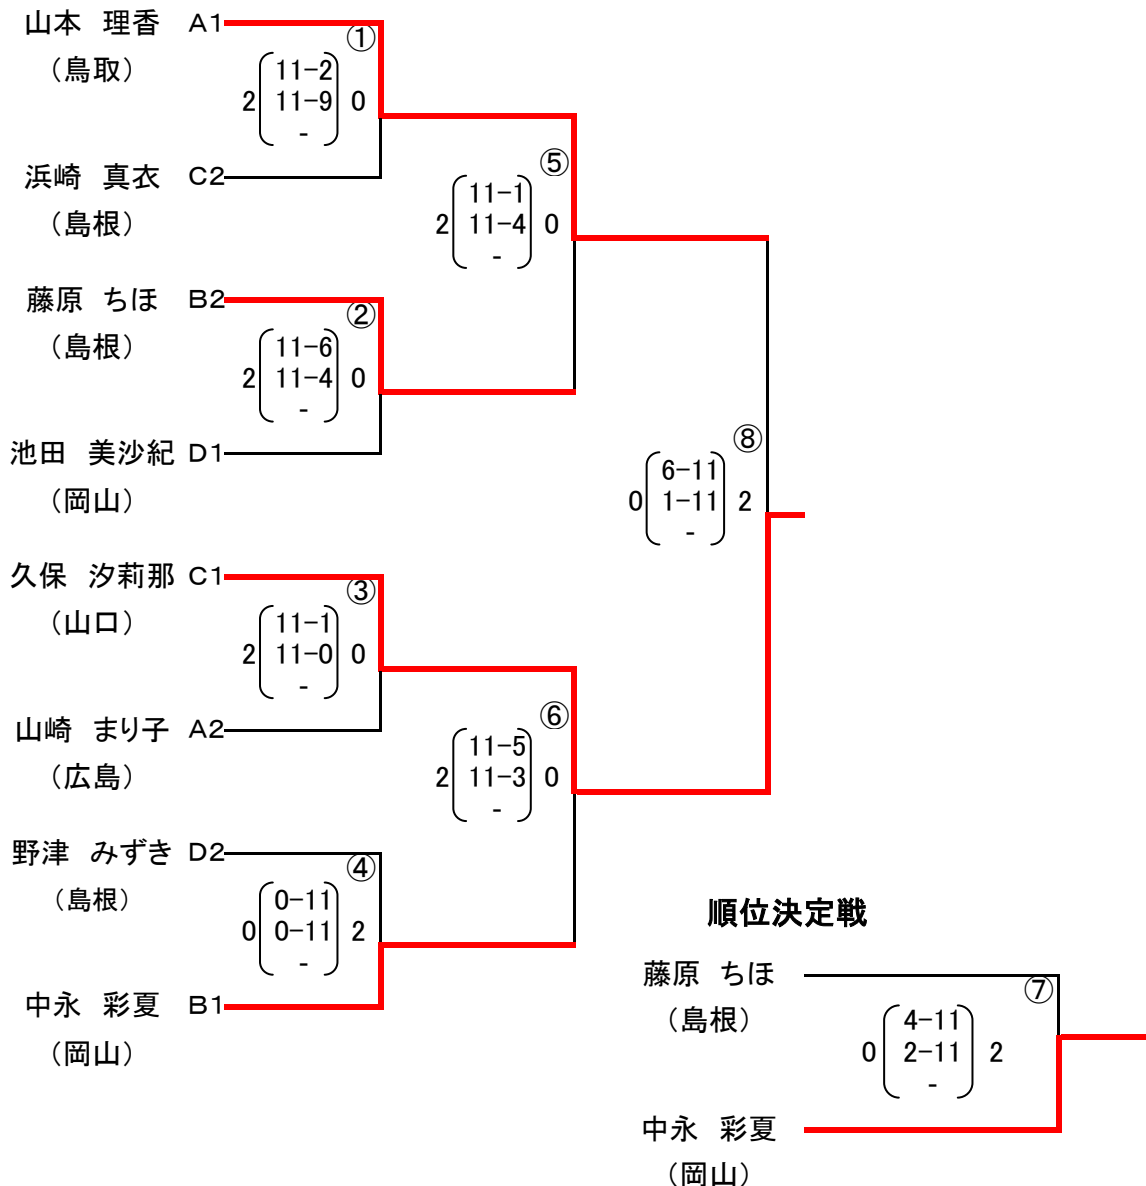 山本 理香 A1
（鳥取）
①
11-2
2 11-9 0
-
浜崎 真衣 C2
（島根）
⑤
11-1
2 11-4 0
-
藤原 ちほ B2
（島根）
②
11-6
2 11-4 0
-
池田 美沙紀 D1
（岡山）
⑧
6-11
0 1-11 2
-
久保 汐莉那 C1
（山口）
③
11-1
2 11-0 0
-
山崎 まり子 A2
（広島）
⑥
11-5
2 11-3 0
-
野津 みずき D2
（島根）
④
0-11
0 0-11 2
-
中永 彩夏 B1
（岡山）
順位決定戦
藤原 ちほ
（島根）
⑦
4-11
0 2-11 2
-
中永 彩夏
（岡山）